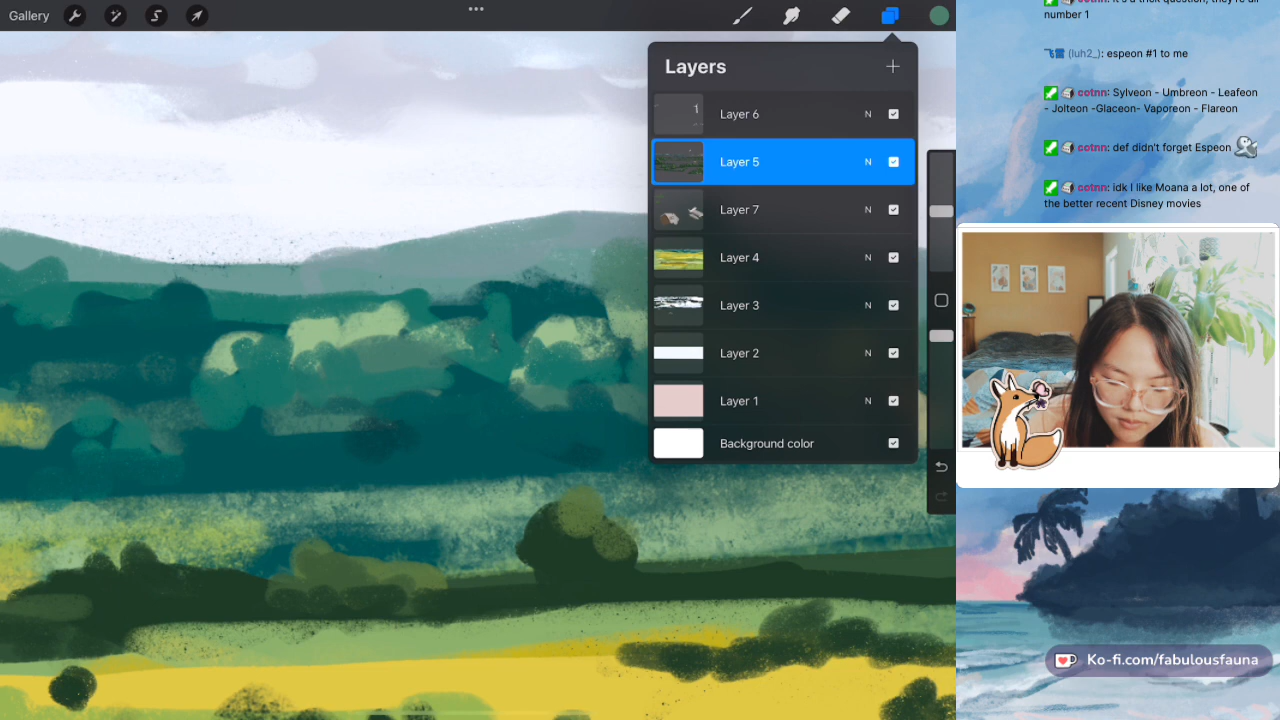 Gallery
Layers
Layer 6 N
Layer 5 N
Layer 7 N
Layer 4 N
Layer 3 N
Layer 2 N
Layer 1 N
Background color
number 1
(luh2_): espeon #1 to me
cotnn: Sylveon - Umbreon - Leafeon
- Jolteon -Glaceon- Vaporeon - Flareon
cotnn: def didn't forget Espeon
cotnn: idk I like Moana a lot, one of
the better recent Disney movies
Ko-fi.com/fabulousfauna